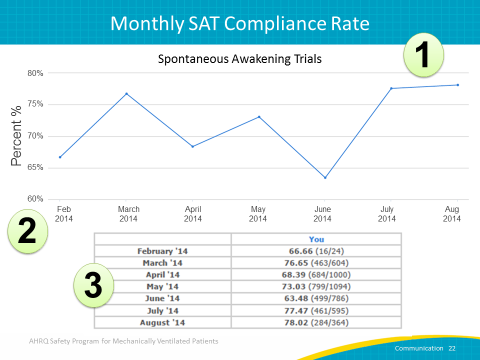 Monthly SAT Compliance Rate
1
Spontaneous Awakening Trials
80%
75%
70%
65%
60%
Percent %
Feb 2014
March 2014
April 2014
May 2014
June 2014
July 2014
Aug 2014
2
3
You
February '14 66.66 (16/24)
March '14 76.65 (463/604)
April '14 68.39 (684/1000)
May '14 73.03 (799/1094)
June '14 63.48 (499/786)
July '14 77.47 (461/595)
August '14 78.02 (284/364)
AHRQ Safety Program for Mechanically Ventilated Patients
Communication 22